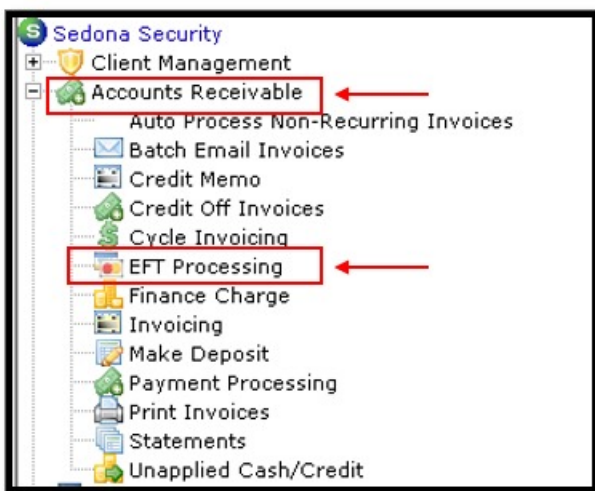 Sedona Security
Client Management
Accounts Receivable
Auto Process Non-Recurring Invoices
Batch Email Invoices
Credit Memo
Credit Off Invoices
Cycle Invoicing
EFT Processing
Finance Charge
Invoicing
Make Deposit
Payment Processing
Print Invoices
Statements
Unapplied Cash/Credit